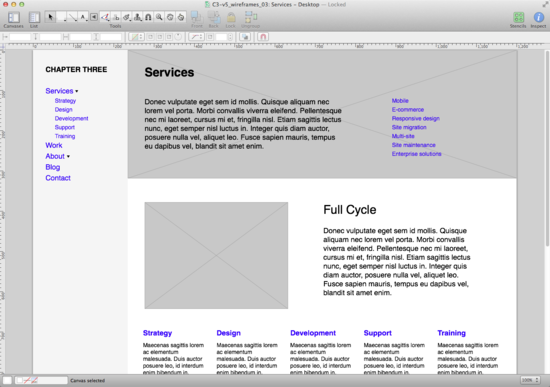 C3-v5_wireframes_03: Services - Desktop — Locked
Canvases
List
Tools
Front
Back
Lock
Stencils
Inspect
CHAPTER THREE
Services
Strategy
Design
Development
Support
Training
Work
About
Blog
Contact
Services
Donec vulputate eget sem id mollis. Quisque aliquam nec
lorem vel porta. Morbi convallis viverra eleifend. Pellentesque
nec mi laoreet, cursus mi et, frisus nulla. Etiam risus nunc,
tempus eget semper nisl luctus in. Integer quis diam auctor,
posuere nulla vel, aliquet leo. Fusce sapien mauris, tempus
eu dapibus vel, blandit sit amet enim.
Mobile
E-commerce
Responsive design
Site migration
Multi-site
Site maintenance
Enterprise solutions
Full Cycle
Donec vulputate eget sem id mollis. Quisque
aliquam nec lorem vel porta. Morbi convallis
viverra eleifend. Pellentesque nec mi laoreet,
cursus mi et, frisus nulla. Etiam risus
nunc, eget semper nisl luctus in. Integer quis
diam auctor, posuere nulla vel, aliquet leo.
Fusce sapien mauris, tempus eu dapibus vel,
blandit sit amet enim.
Strategy
Maecenas sagittis lorem
ac elementum
malesuada. Duis auctor
posuere leo, id interdum
enim bibendum in.
Design
Maecenas sagittis lorem
ac elementum
malesuada. Duis auctor
posuere leo, id interdum
enim bibendum in.
Development
Maecenas sagittis lorem
ac elementum
malesuada. Duis auctor
posuere leo, id interdum
enim bibendum in.
Support
Maecenas sagittis lorem
ac elementum
malesuada. Duis auctor
posuere leo, id interdum
enim bibendum in.
Training
Maecenas sagittis lorem
ac elementum
malesuada. Duis auctor
posuere leo, id interdum
enim bibendum in.
Canvas selected
100%